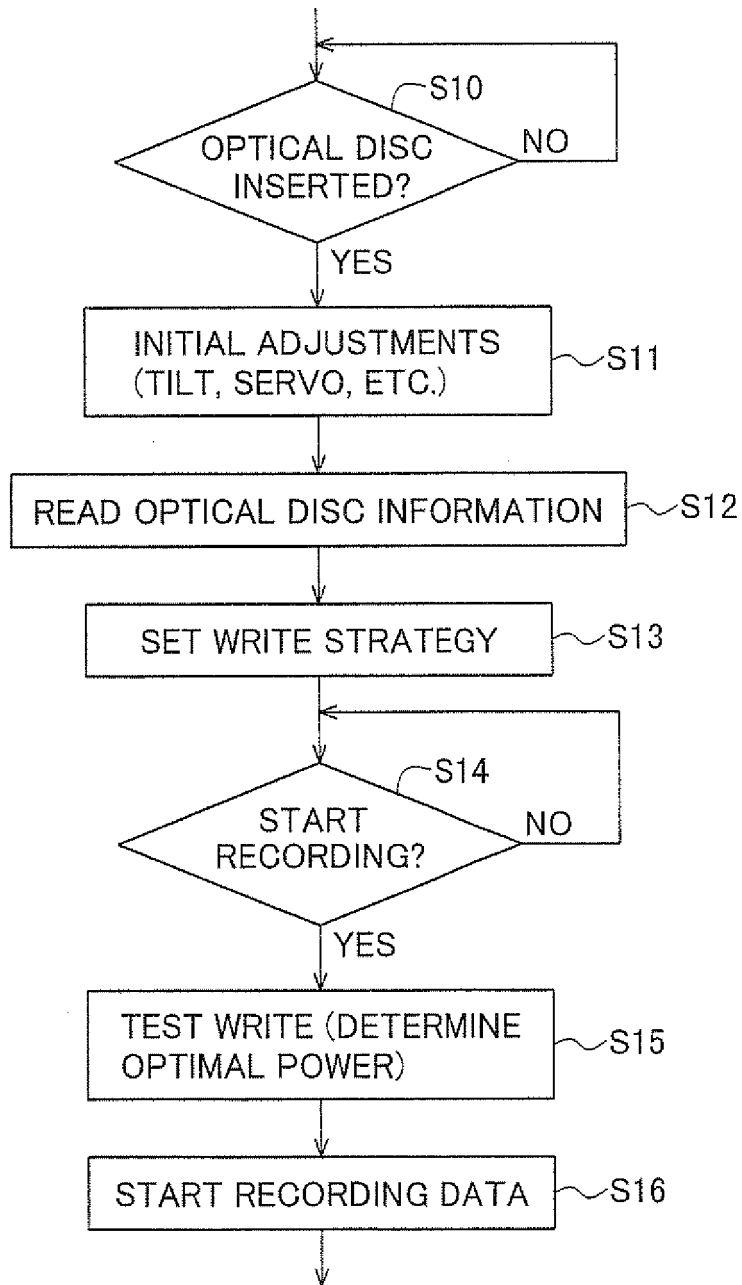 S10
OPTICAL DISC
INSERTED?
NO
YES
INITIAL ADJUSTMENTS
(TILT, SERVO, ETC.)
S11
READ OPTICAL DISC INFORMATION
S12
SET WRITE STRATEGY
S13
S14
START
RECORDING?
NO
YES
TEST WRITE (DETERMINE
OPTIMAL POWER)
S15
START RECORDING DATA
S16